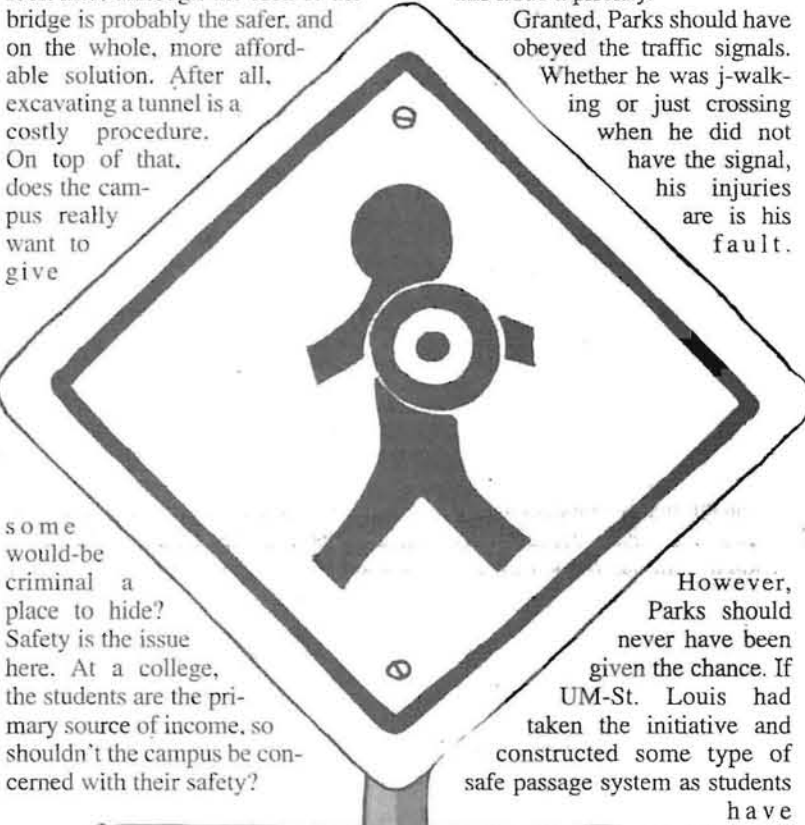 bridge is probably the safer, and
on the whole, more afford-
able solution. After all,
excavating a tunnel is a
costly procedure.
On top of that,
does the cam-
pus really
want to
give
some
would-be
criminal a
place to hide?
Safety is the issue
here. At a college,
the students are the pri-
mary source of income, so
shouldn't the campus be con-
cerned with their safety?
Granted, Parks should have
obeyed the traffic signals.
Whether he was j-walk-
ing or just crossing
when he did not
have the signal,
his injuries
are is his
fault.
However,
Parks should
never have been
given the chance. If
UM-St. Louis had
taken the initiative and
constructed some type of
safe passage system as students
have